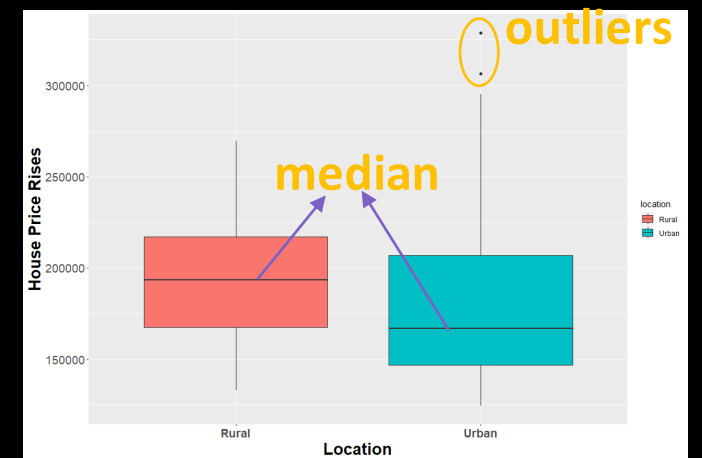 outliers
300000
median
250000
House Price Rises
location
Rural
Urban
200000
150000
Rural
Urban
Location